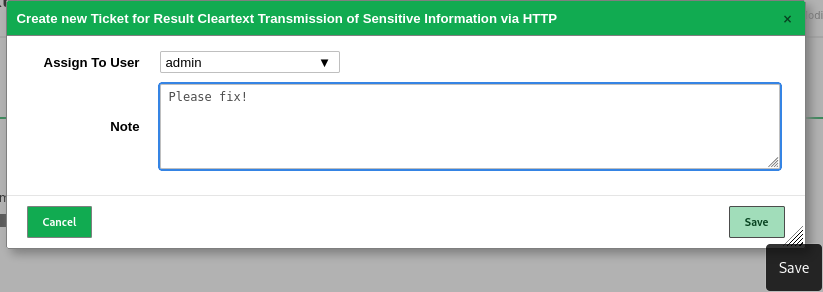 Create new Ticket for Result Cleartext Transmission of Sensitive Information via HTTP ×
Assign To User admin ▼
Please fix!
Note
Cancel Save
Save